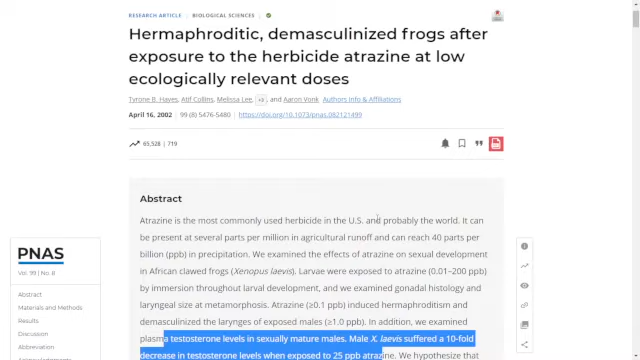 RESEARCH ARTICLE | BIOLOGICAL SCIENCES |
Hermaphroditic, demasculinized frogs after
exposure to the herbicide atrazine at low
ecologically relevant doses
Tyrone B. Hayes, Atif Collins, Melissa Lee, +3 , and Aaron Vonk Authors Info & Affiliations
April 16, 2002 | 99 (8) 5476-5480 | https://doi.org/10.1073/pnas.082121499
65,528 | 719
Abstract
Atrazine is the most commonly used herbicide in the U.S. and probably the world. It can
be present at several parts per million in agricultural runoff and can reach 40 parts per
billion (ppb) in precipitation. We examined the effects of atrazine on sexual development
in African clawed frogs (Xenopus laevis). Larvae were exposed to atrazine (0.01–200 ppb)
by immersion throughout larval development, and we examined gonadal histology and
laryngeal size at metamorphosis. Atrazine (≥0.1 ppb) induced hermaphroditism and
demasculinized the larynges of exposed males (≥1.0 ppb). In addition, we examined
plasma testosterone levels in sexually mature males. Male X. laevis suffered a 10-fold
decrease in testosterone levels when exposed to 25 ppb atrazine. We hypothesize that
PNAS
Vol. 99 | No. 8
Abstract
Materials and Methods
Results
Discussion
Abbreviation
Acknowledgments